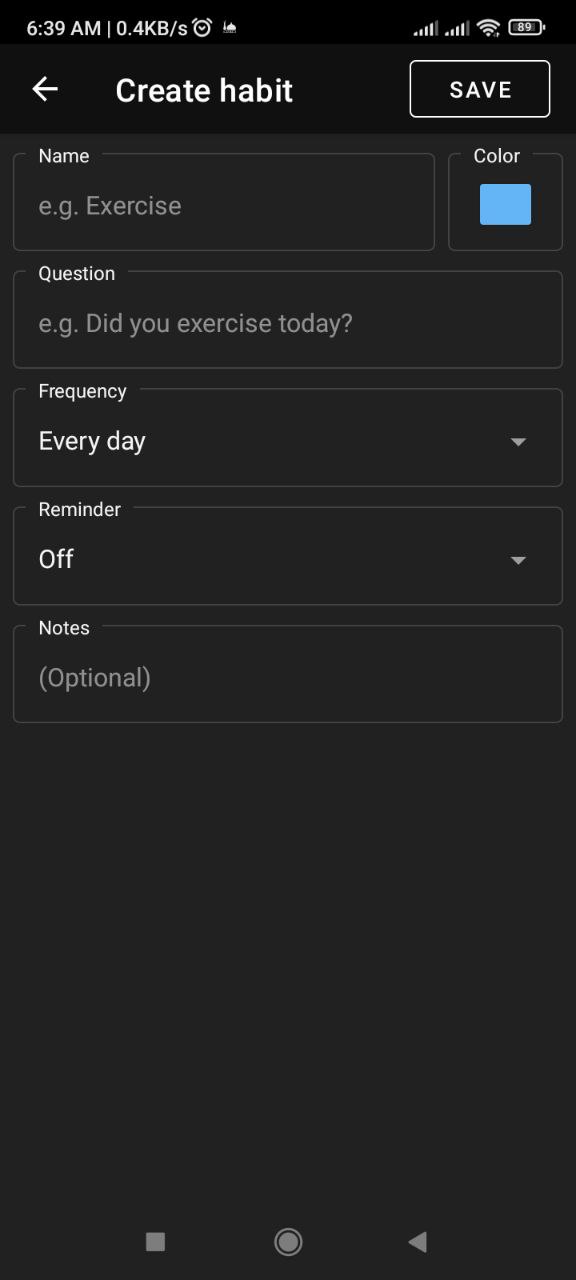 6:39 AM | 0.4KB/s
89
Create habit
SAVE
Name
Color
e.g. Exercise
Question
e.g. Did you exercise today?
Frequency
Every day
Reminder
Off
Notes
(Optional)